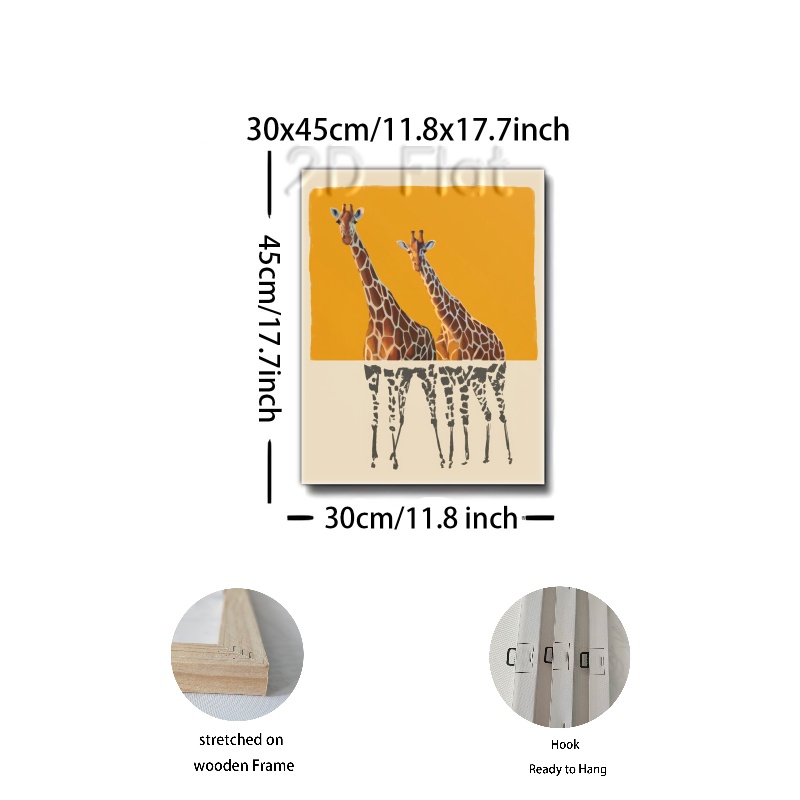 30x45cm/11.8x17.7inch
2D Flat
45cm/17.7inch
30cm/11.8 inch
stretched on
wooden Frame
Hook
Ready to Hang